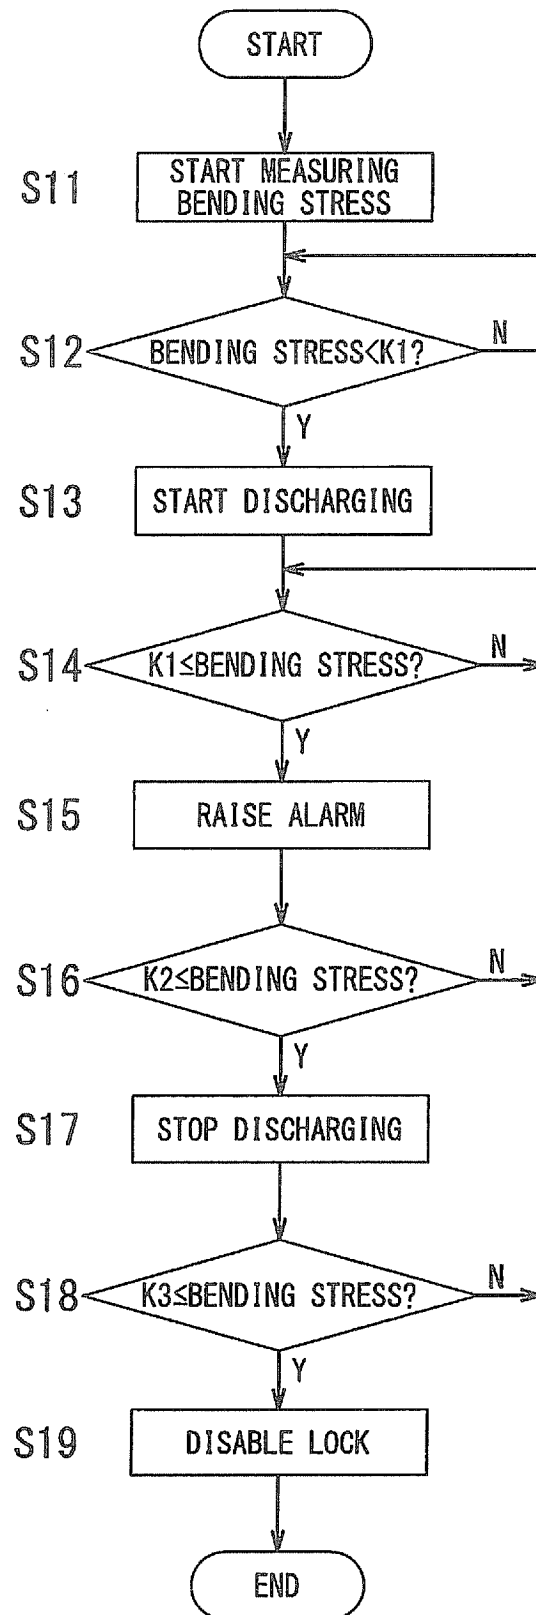 START
S11
START MEASURING
BENDING STRESS
S12
BENDING STRESS<K1?
N
Y
S13
START DISCHARGING
S14
K1≤BENDING STRESS?
N
Y
S15
RAISE ALARM
S16
K2≤BENDING STRESS?
N
Y
S17
STOP DISCHARGING
S18
K3≤BENDING STRESS?
N
Y
S19
DISABLE LOCK
END